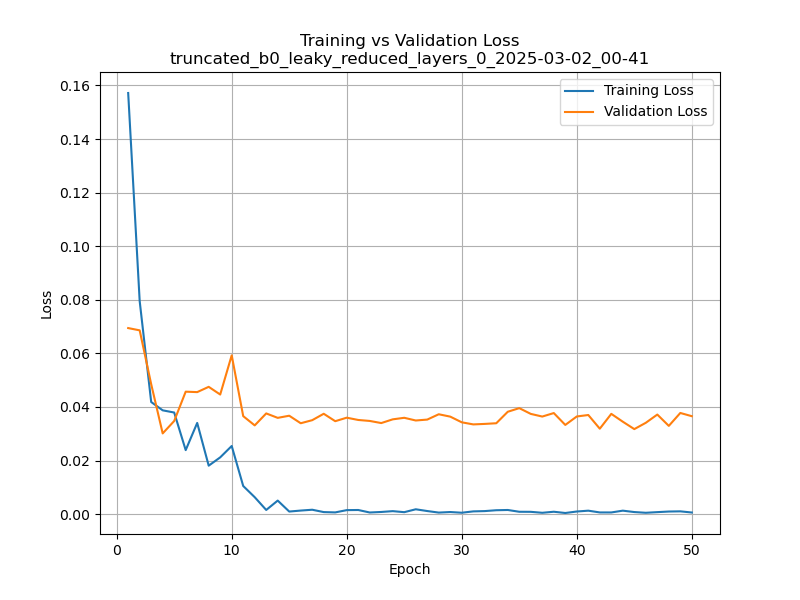 Training vs Validation Loss
truncated_b0_leaky_reduced_layers_0_2025-03-02_00-41
Training Loss
Validation Loss
0.16
0.14
0.12
0.10
0.08
0.06
0.04
0.02
0.00
Loss
0 10 20 30 40 50
Epoch